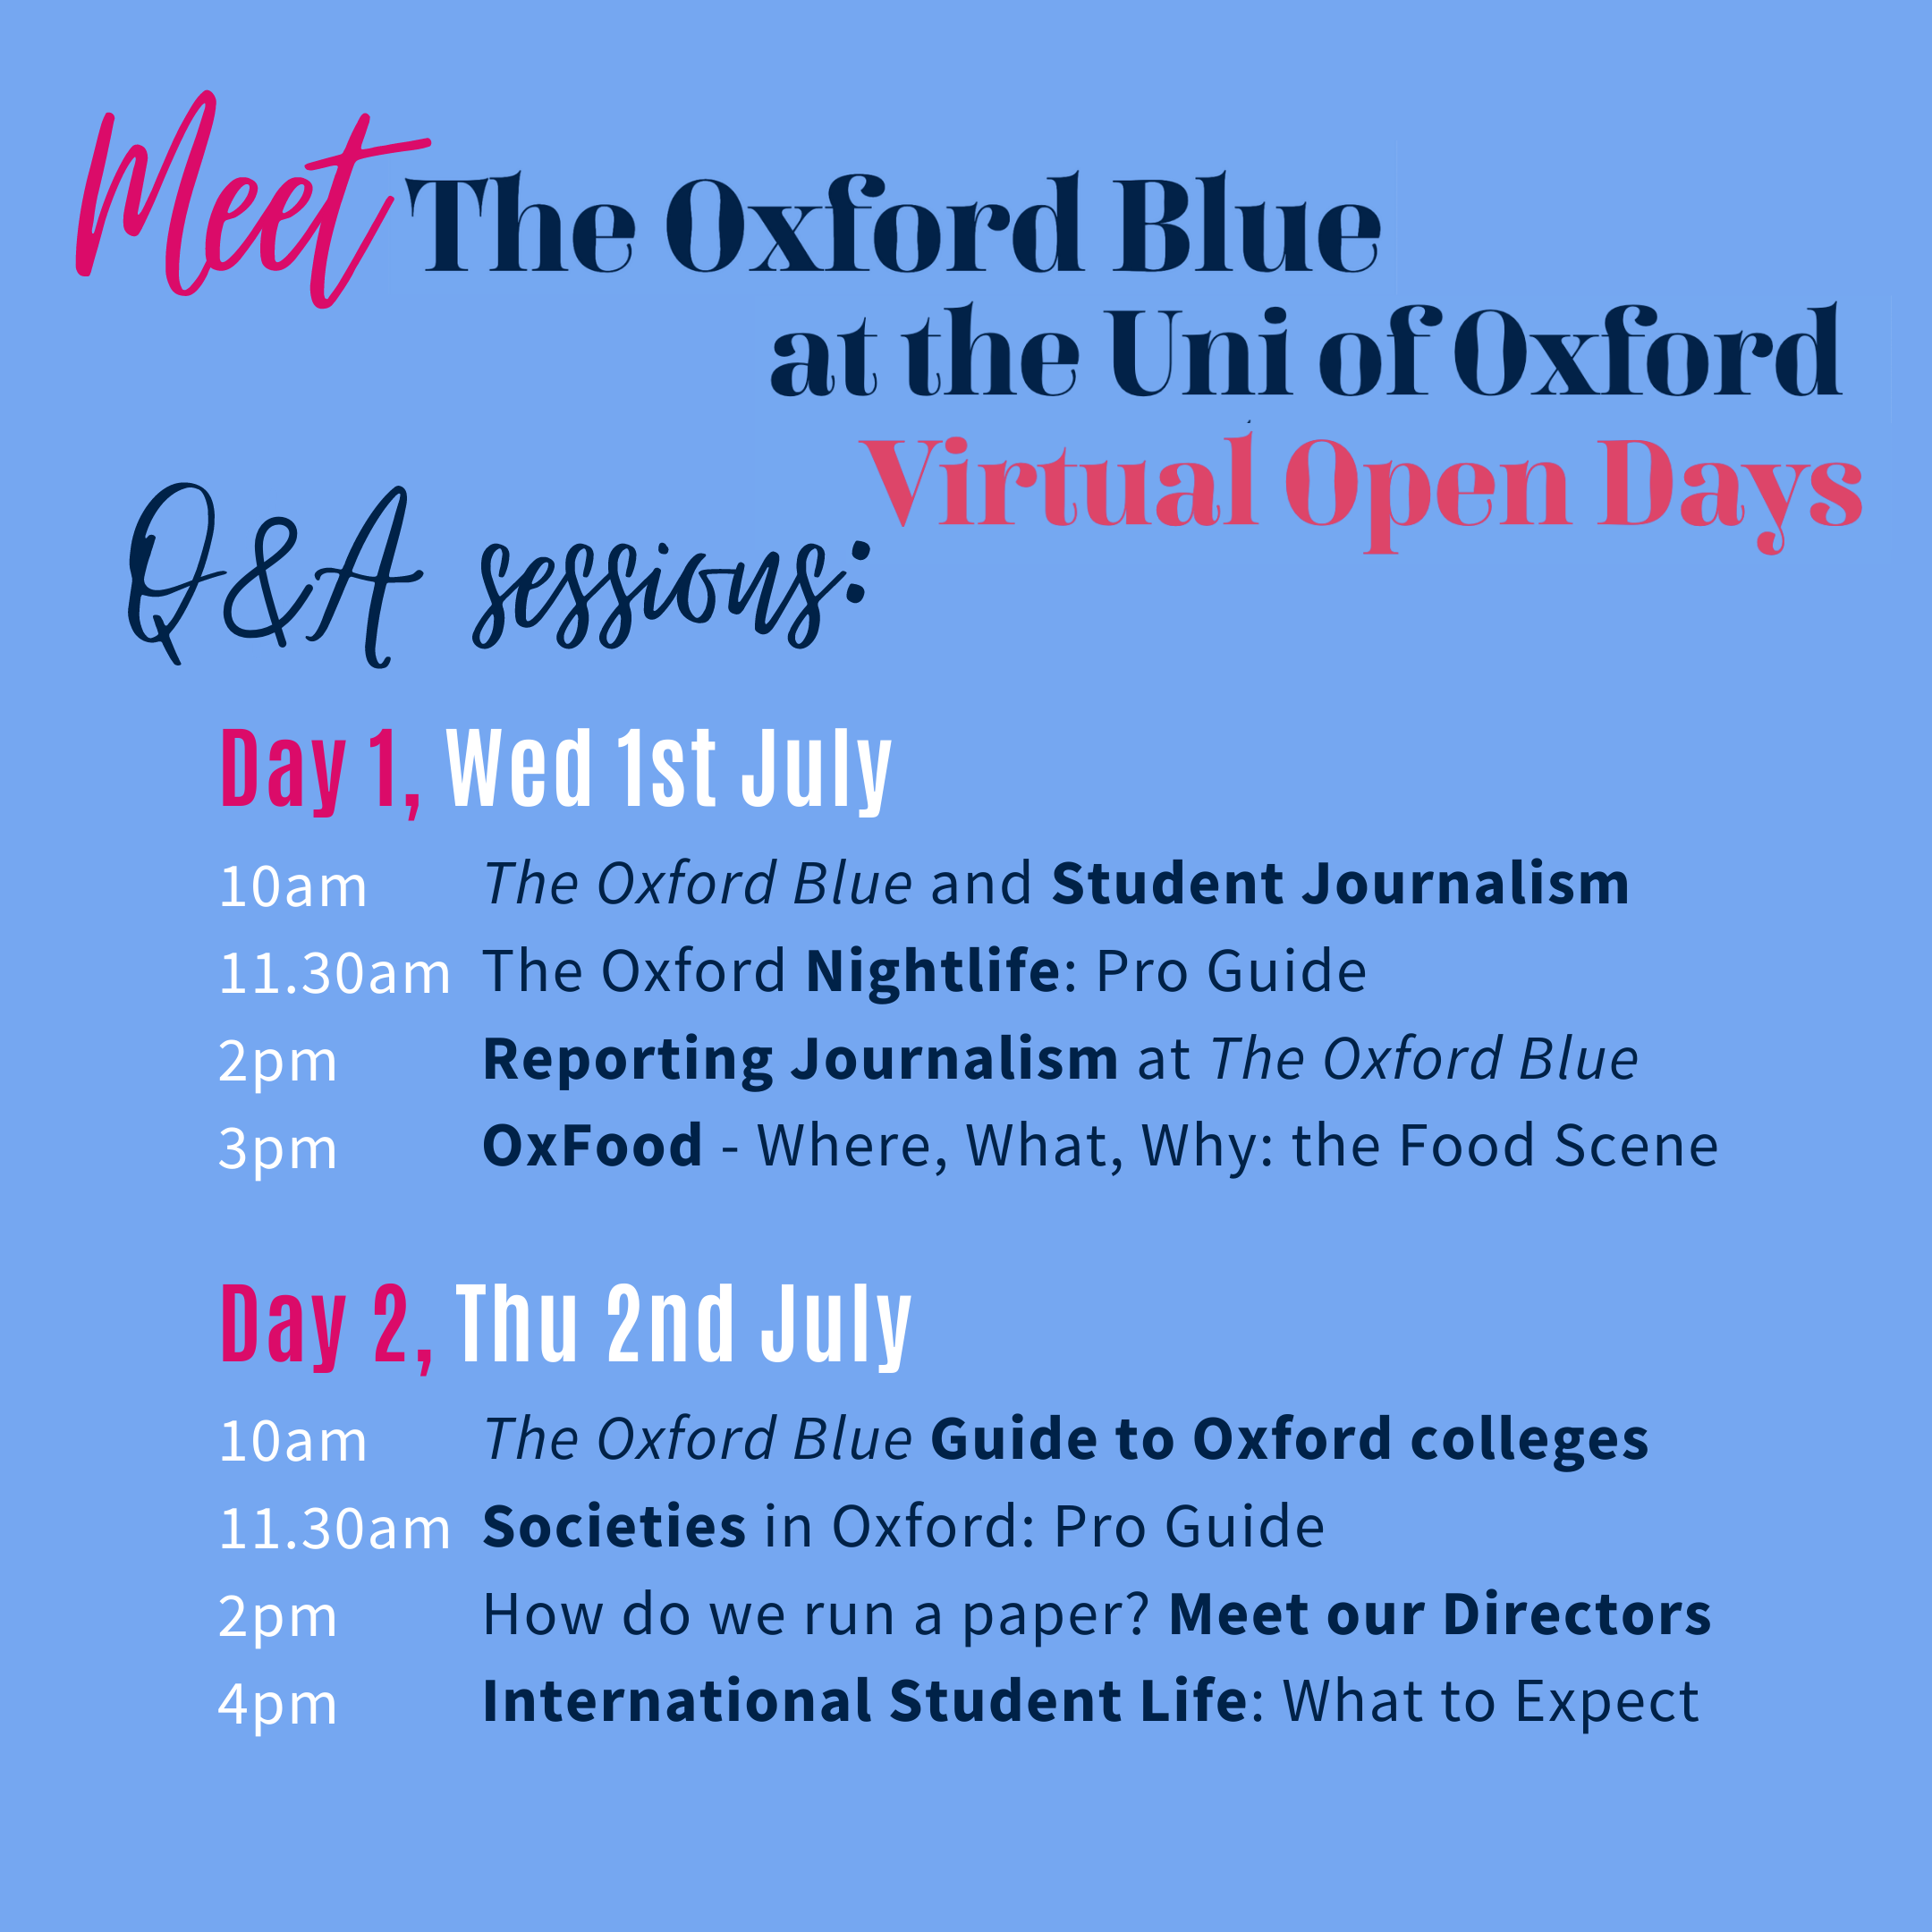 Meet The Oxford Blue
at the Uni of Oxford
Virtual Open Days
Q&A sessions:
Day 1, Wed 1st July
10am The Oxford Blue and Student Journalism
11.30am The Oxford Nightlife: Pro Guide
2pm Reporting Journalism at The Oxford Blue
3pm OxFood - Where, What, Why: the Food Scene
Day 2, Thu 2nd July
10am The Oxford Blue Guide to Oxford colleges
11.30am Societies in Oxford: Pro Guide
2pm How do we run a paper? Meet our Directors
4pm International Student Life: What to Expect